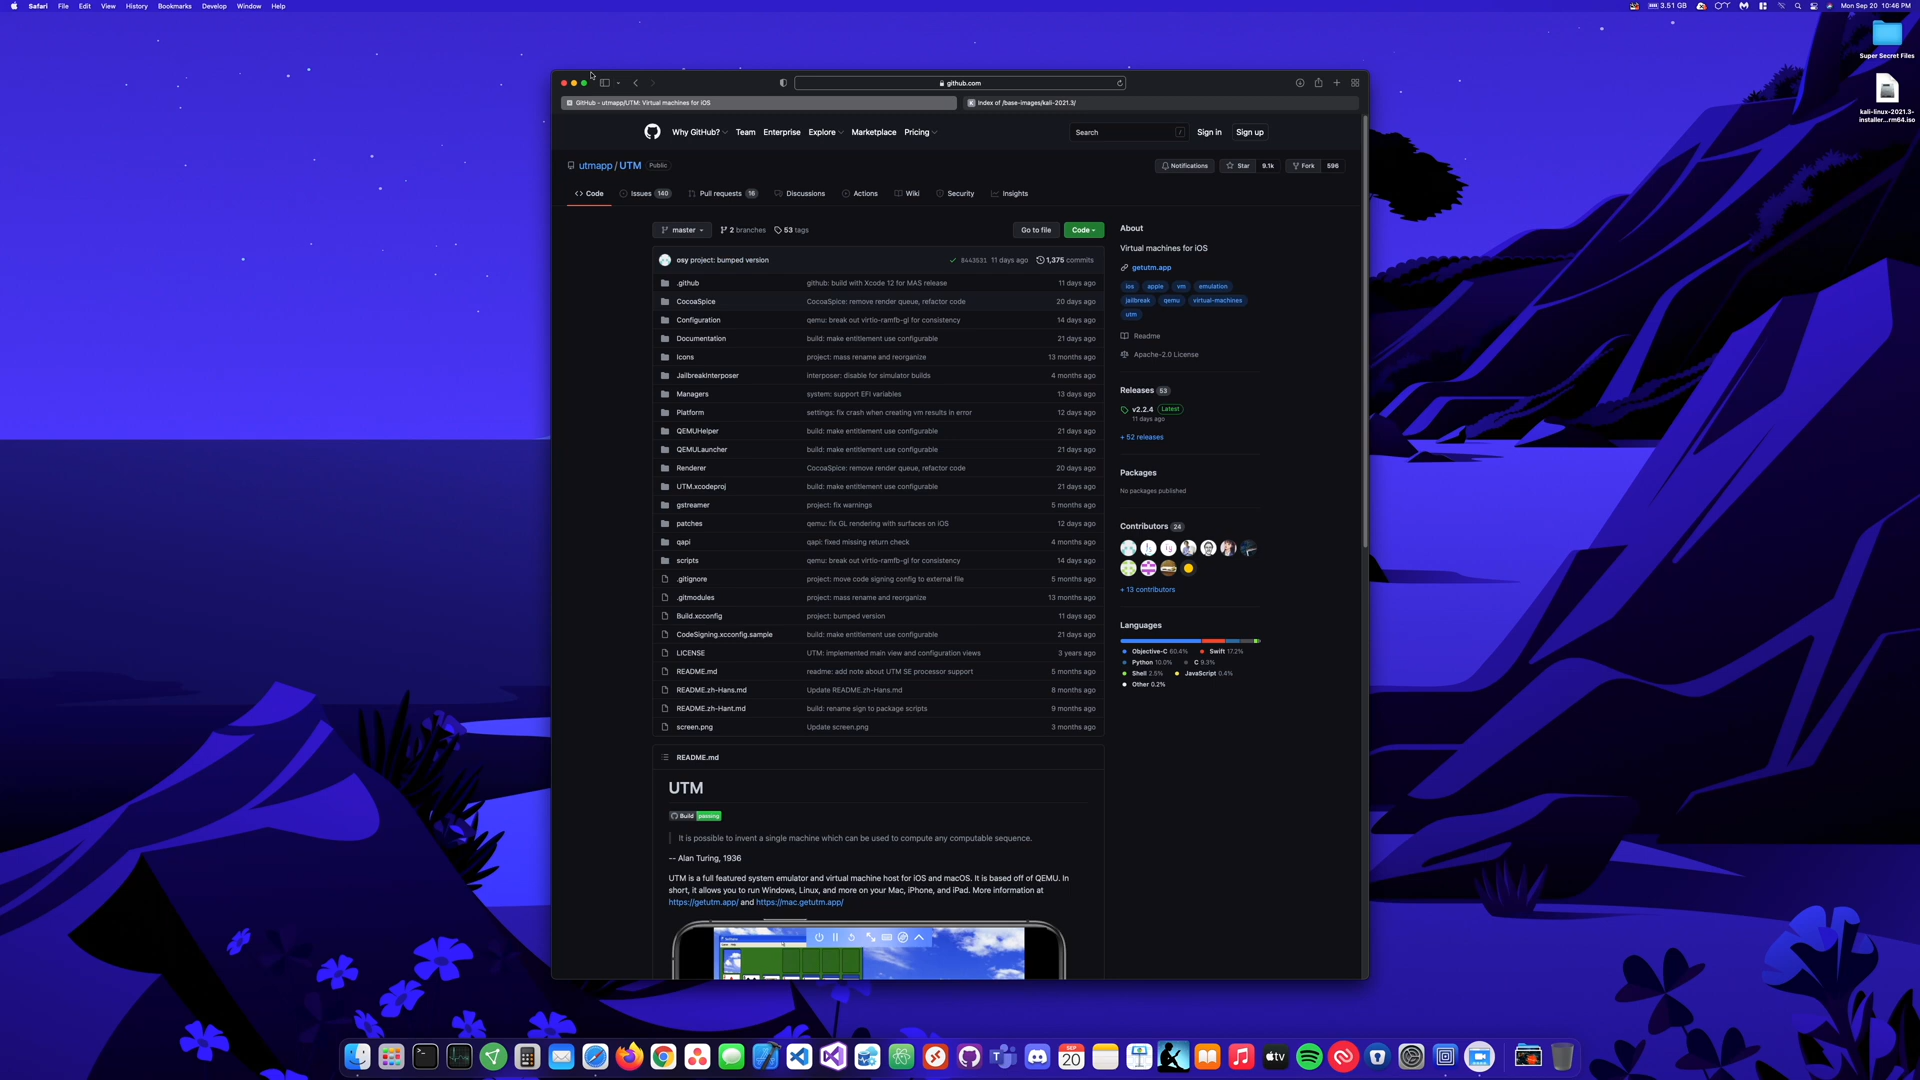 Safari File Edit View History Bookmarks Develop Window Help
3.51 GB
Mon Sep 20 10:46 PM
Super Secret Files
kali-linux-2021.3-
installer...rm64.iso
github.com
GitHub - utmapp/UTM: Virtual machines for iOS
Index of /base-images/kali-2021.3/
Why GitHub? Team Enterprise Explore Marketplace Pricing
Search /
Sign in Sign up
utmapp / UTM Public
Notifications Star 9.1k Fork 596
Code Issues 140 Pull requests 16 Discussions Actions Wiki Security Insights
master 2 branches 53 tags Go to file Code
osy project: bumped version 8443531 11 days ago 1,375 commits
.github github: build with Xcode 12 for MAS release 11 days ago
CocoaSpice CocoaSpice: remove render queue, refactor code 20 days ago
Configuration qemu: break out virtio-ramfb-gl for consistency 14 days ago
Documentation build: make entitlement use configurable 21 days ago
Icons project: mass rename and reorganize 13 months ago
JailbreakInterposer interposer: disable for simulator builds 4 months ago
Managers system: support EFI variables 13 days ago
Platform settings: fix crash when creating vm results in error 12 days ago
QEMUHelper build: make entitlement use configurable 21 days ago
QEMULauncher build: make entitlement use configurable 21 days ago
Renderer CocoaSpice: remove render queue, refactor code 20 days ago
UTM.xcodeproj build: make entitlement use configurable 21 days ago
gstreamer project: fix warnings 5 months ago
patches qemu: fix GL rendering with surfaces on iOS 12 days ago
qapi qapi: fixed missing return check 4 months ago
scripts qemu: break out virtio-ramfb-gl for consistency 14 days ago
.gitignore project: move code signing config to external file 5 months ago
.gitmodules project: mass rename and reorganize 13 months ago
Build.xcconfig project: bumped version 11 days ago
CodeSigning.xcconfig.sample build: make entitlement use configurable 21 days ago
LICENSE UTM: implemented main view and configuration views 3 years ago
README.md readme: add note about UTM SE processor support 5 months ago
README.zh-Hans.md Update README.zh-Hans.md 8 months ago
README.zh-Hant.md build: rename sign to package scripts 9 months ago
screen.png Update screen.png 3 months ago
README.md
UTM
Build passing
It is possible to invent a single machine which can be used to compute any computable sequence.
-- Alan Turing, 1936
UTM is a full featured system emulator and virtual machine host for iOS and macOS. It is based off of QEMU. In
short, it allows you to run Windows, Linux, and more on your Mac, iPhone, and iPad. More information at
https://getutm.app/ and https://mac.getutm.app/
About
Virtual machines for iOS
getutm.app
ios apple vm emulation
jailbreak qemu virtual-machines
utm
Readme
Apache-2.0 License
Releases 53
v2.2.4 Latest
11 days ago
+ 52 releases
Packages
No packages published
Contributors 24
+ 13 contributors
Languages
Objective-C 60.4% Swift 17.2%
Python 10.0% C 9.3%
Shell 2.5% JavaScript 0.4%
Other 0.2%
SEP
20
tv